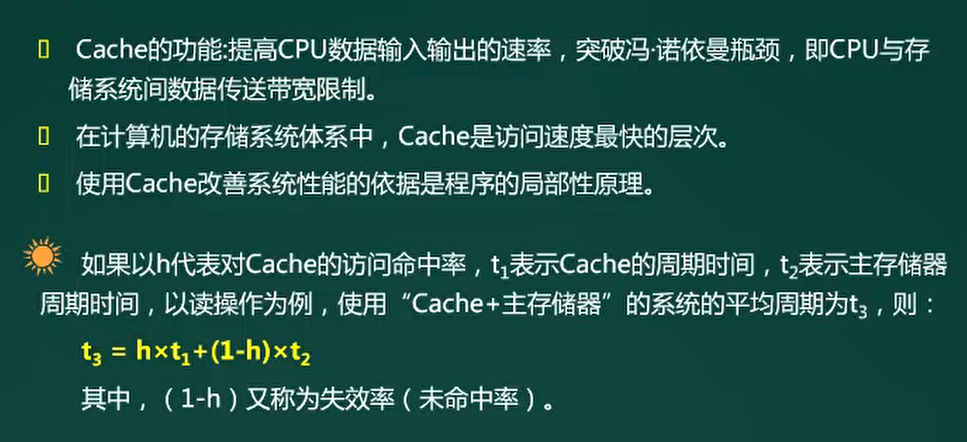 Cache的功能:提高CPU数据输入输出的速率，突破冯·诺依曼瓶颈，即CPU与存
储系统间数据传送带宽限制。
在计算机的存储系统体系中，Cache是访问速度最快的层次。
使用Cache改善系统性能的依据是程序的局部性原理。
如果以h代表对Cache的访问命中率，t₁表示Cache的周期时间，t₂表示主存储器
周期时间，以读操作为例，使用“Cache+主存储器”的系统的平均周期为t₃，则：
t₃ = h×t₁+(1-h)×t₂
其中，（1-h）又称为失效率（未命中率）。